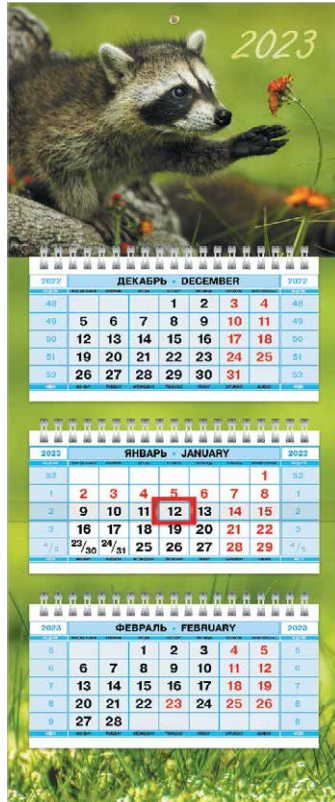 2023
2022 ДЕКАБРЬ • DECEMBER 2022
48 1 2 3 4 48
49 5 6 7 8 9 10 11 49
50 12 13 14 15 16 17 18 50
51 19 20 21 22 23 24 25 51
52 26 27 28 29 30 31 52
2023 ЯНВАРЬ • JANUARY 2023
52 1 52
1 2 3 4 5 6 7 8 1
2 9 10 11 12 13 14 15 2
3 16 17 18 19 20 21 22 3
4/5 23/30 24/31 25 26 27 28 29 4/5
2023 ФЕВРАЛЬ • FEBRUARY 2023
5 1 2 3 4 5 5
6 6 7 8 9 10 11 12 6
7 13 14 15 16 17 18 19 7
8 20 21 22 23 24 25 26 8
9 27 28 9